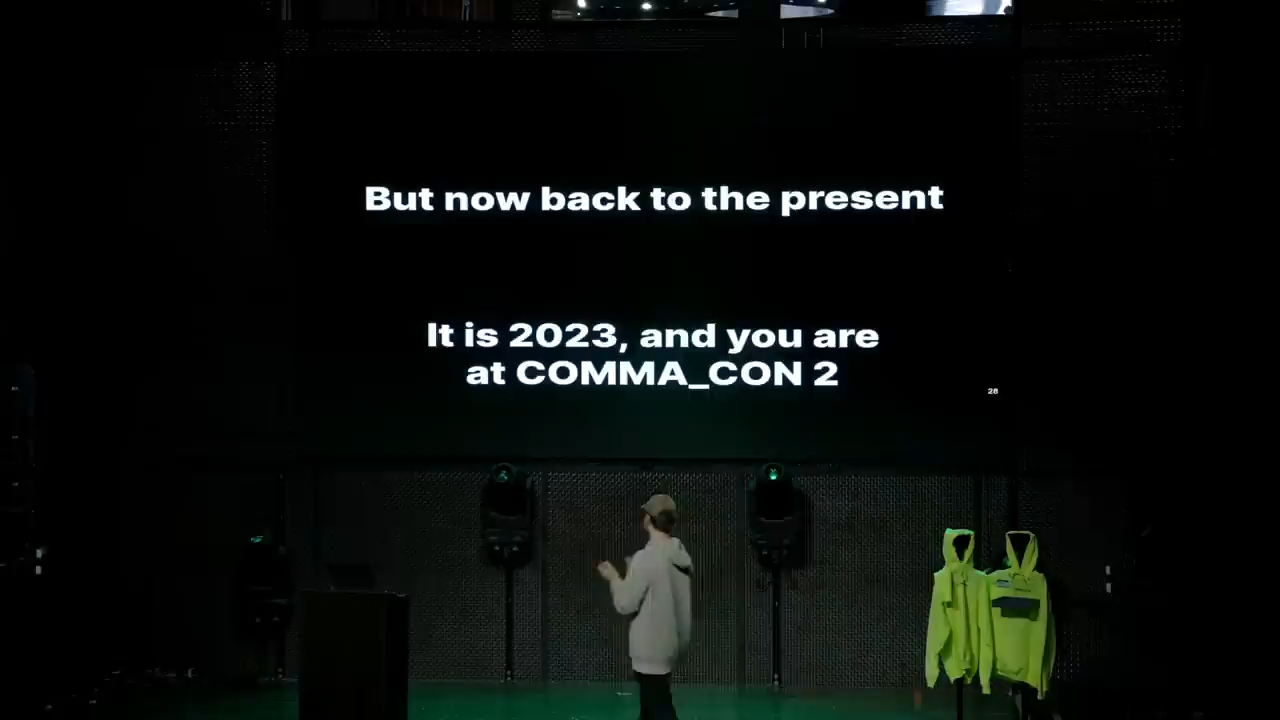 But now back to the present
It is 2023, and you are
at COMMA_CON 2
28